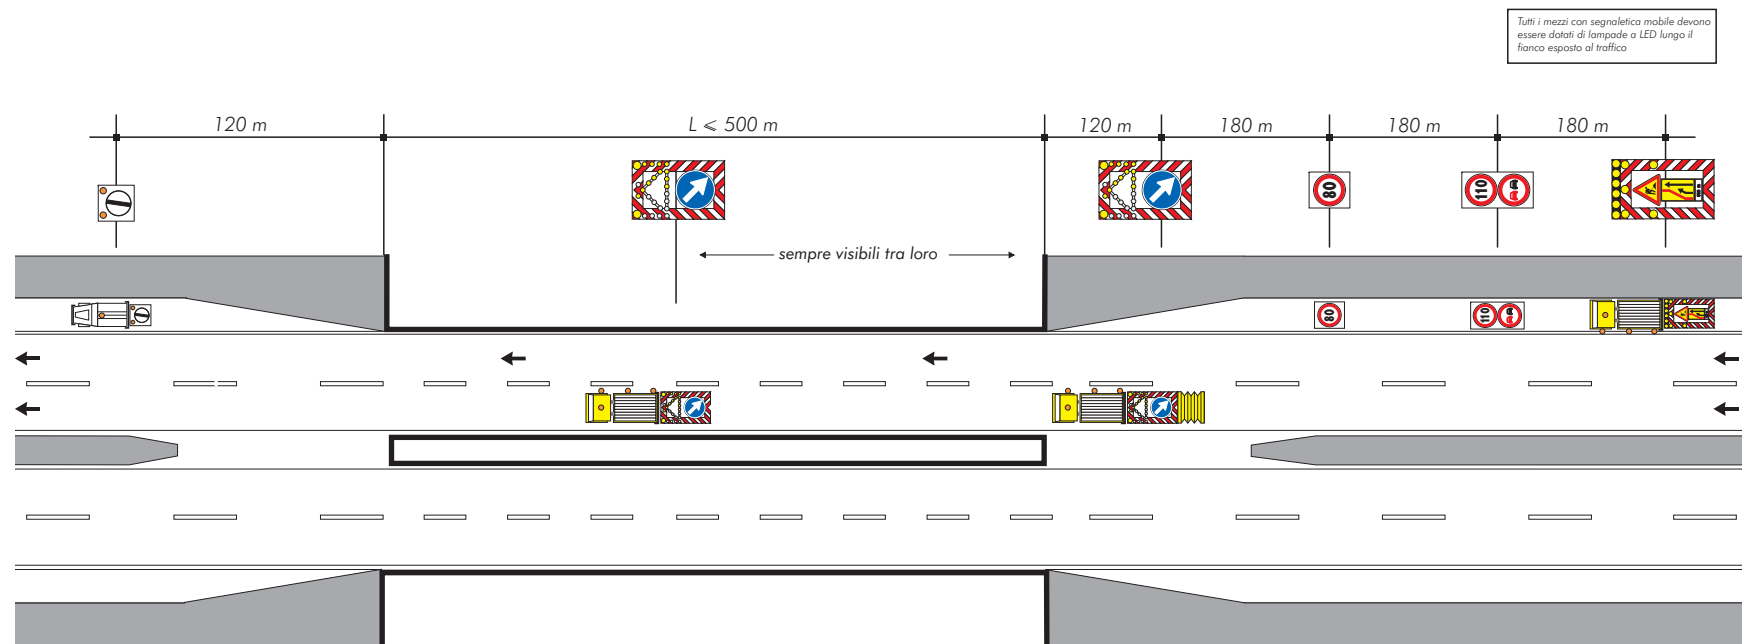 Tutti i mezzi con segnaletica mobile devono
essere dotati di lampade a LED lungo il
fianco esposto al traffico
120 m
L ⩽ 500 m
120 m
180 m
180 m
180 m
80
110
sempre visibili tra loro
80
110